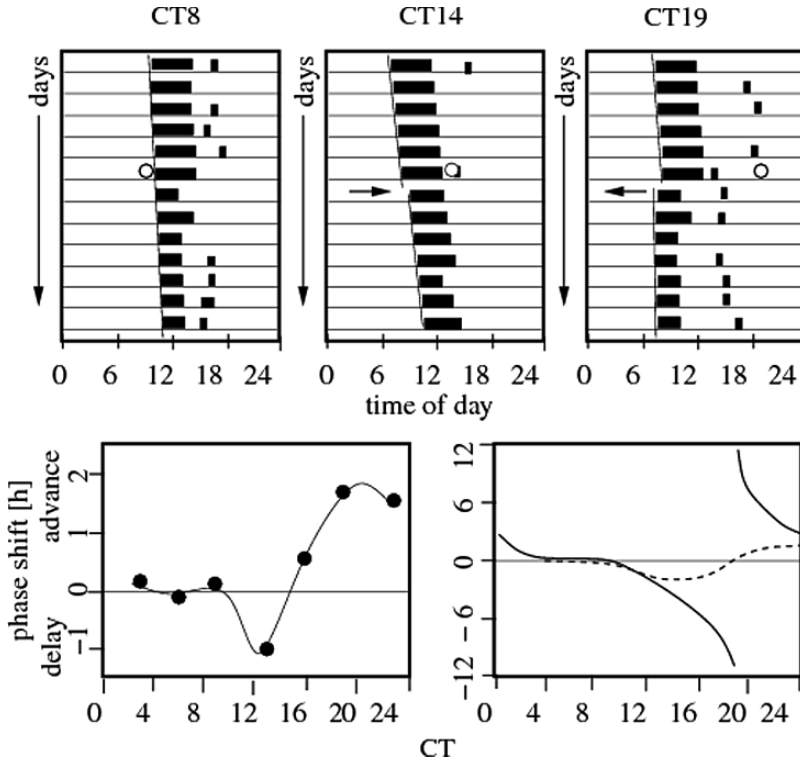 CT8 CT14 CT19
days days days
0 6 12 18 24 0 6 12 18 24 0 6 12 18 24
time of day
phase shift [h]
delay advance
2
1
0
−1
12
6
0
−6
−12
0 4 8 12 16 20 24 0 4 8 12 16 20 24
CT